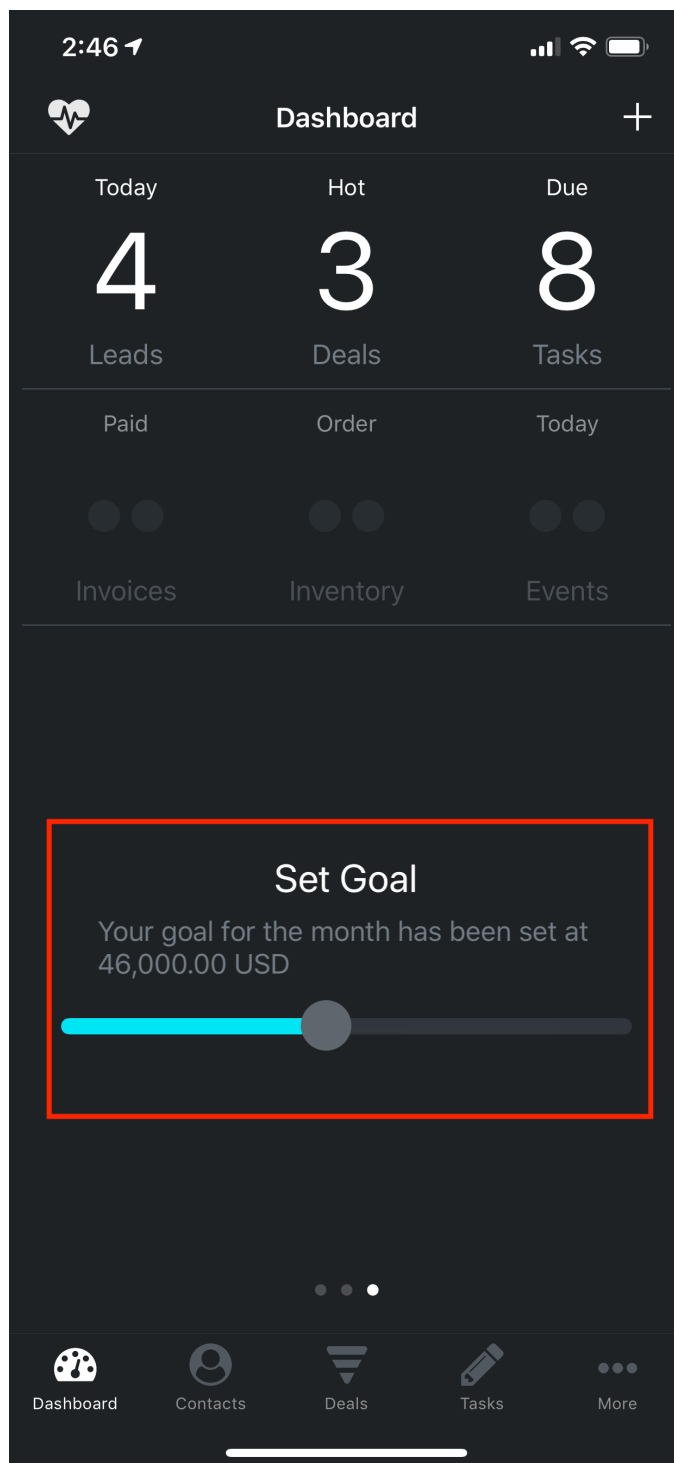 2:46
Dashboard
Today Hot Due
4 3 8
Leads Deals Tasks
Paid Order Today
Invoices Inventory Events
Set Goal
Your goal for the month has been set at
46,000.00 USD
Dashboard Contacts Deals Tasks More